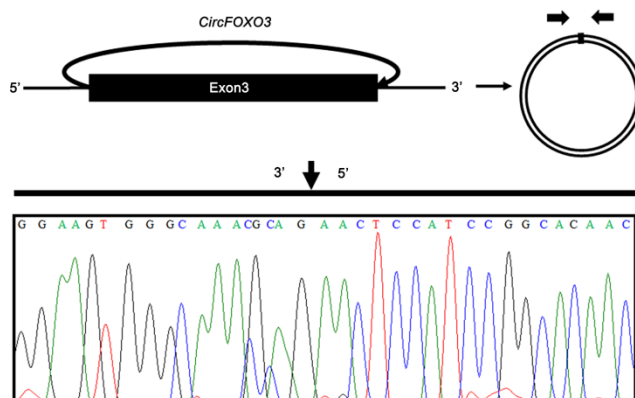 CircFOXO3
5’ Exon3 3’
3’ 5’
G G A A G T G G G C A A A C G C A G A A C T C C A T C C G G C A C A A C